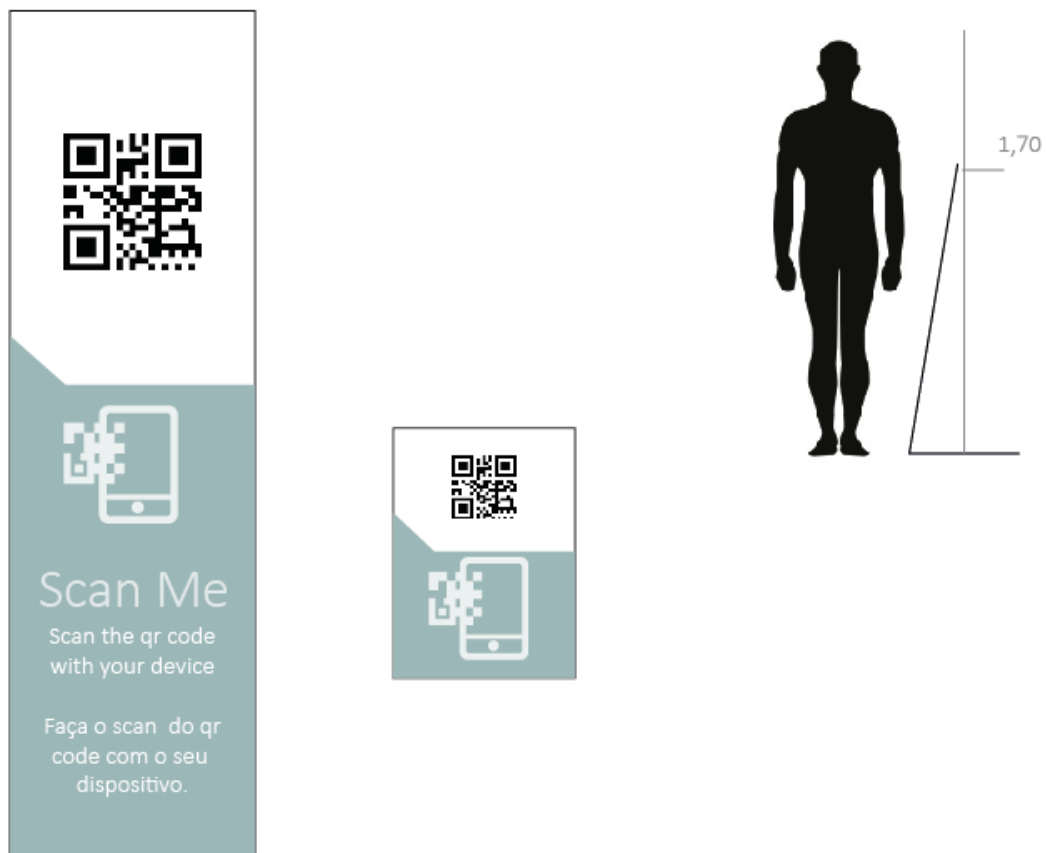 1,70
Scan Me
Scan the qr code
with your device
Faça o scan  do qr
code com o seu
dispositivo.